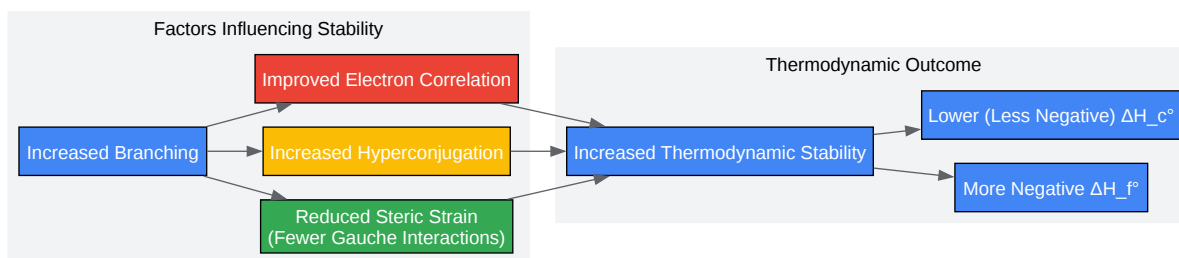 Factors Influencing Stability
Improved Electron Correlation
Increased Branching
Increased Hyperconjugation
Reduced Steric Strain
(Fewer Gauche Interactions)
Thermodynamic Outcome
Increased Thermodynamic Stability
Lower (Less Negative) ΔH_c°
More Negative ΔH_f°